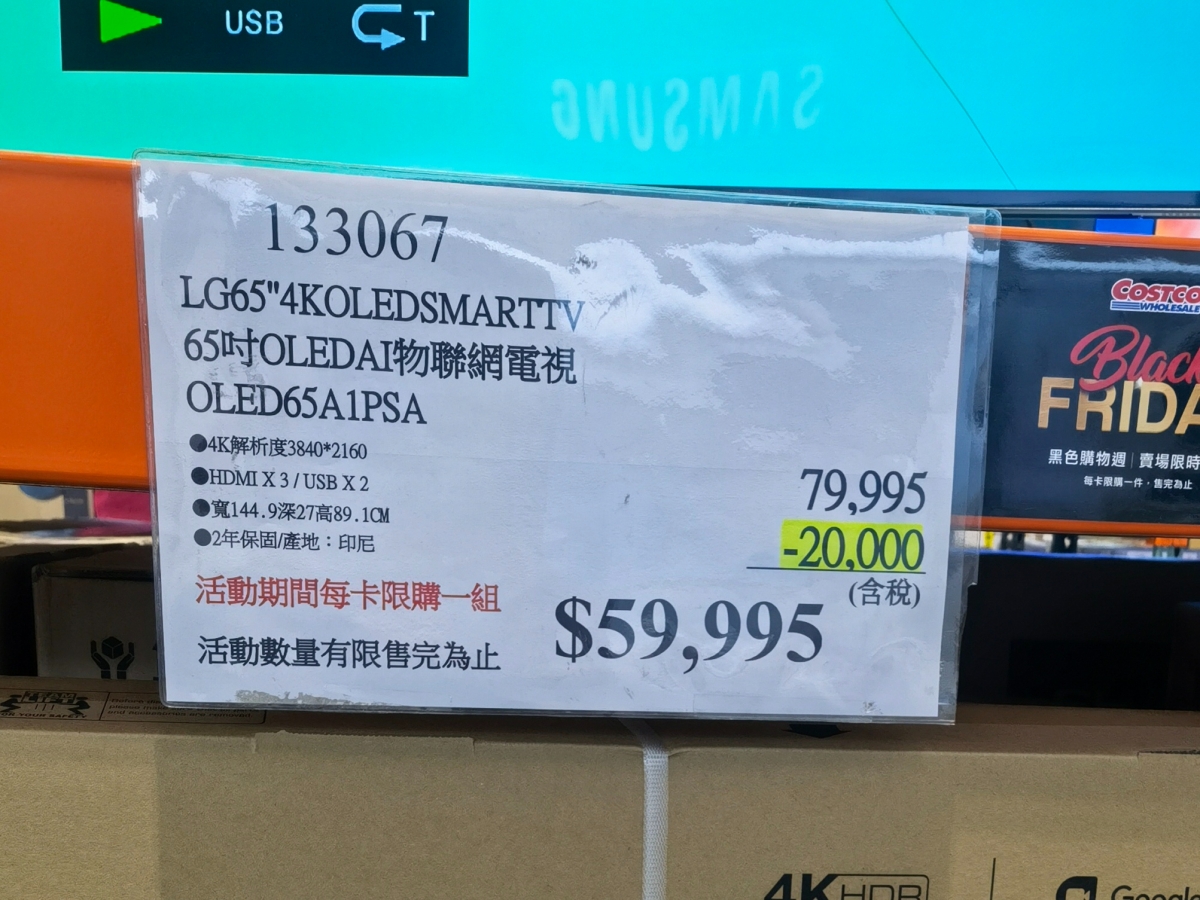 USB
T
SAMSUNG
133067
LG65"4KOLEDSMARTTV
65吋OLEDAI物聯網電視
OLED65A1PSA
●4K解析度3840*2160
●HDMI X 3 / USB X 2
●寬144.9深27高89.1CM
●2年保固/產地：印尼
活動期間每卡限購一組
活動數量有限售完為止
79,995
-20,000
(含稅)
$59,995
COSTCO
WHOLESALE
Black
FRIDA
黑色購物週｜賣場限時
每卡限購一件，售完為止
4K HDR
Google